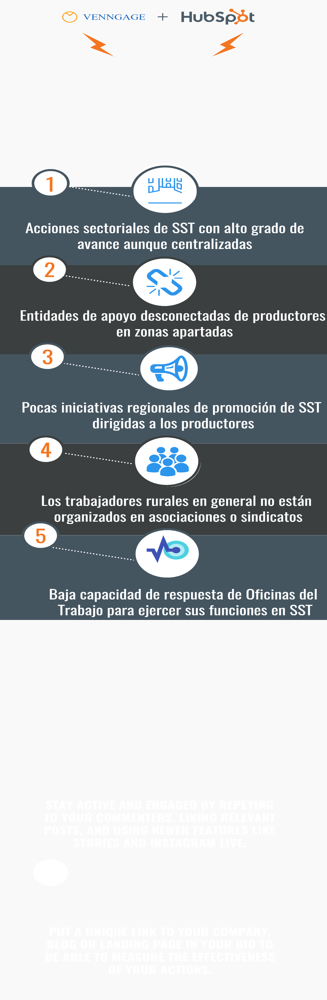 VENNGAGE + HubSpot
1
Acciones sectoriales de SST con alto grado de
avance aunque centralizadas
2
Entidades de apoyo desconectadas de productores
en zonas apartadas
3
Pocas iniciativas regionales de promoción de SST
dirigidas a los productores
4
Los trabajadores rurales en general no están
organizados en asociaciones o sindicatos
5
Baja capacidad de respuesta de Oficinas del
Trabajo para ejercer sus funciones en SST
STAY ACTIVE AND ENGAGED BY REPLYING
TO YOUR COMMENTERS, LIKING RELEVANT
POSTS, AND USING NEWER FEATURES LIKE
STORIES AND INSTAGRAM LIVE.
PUT A UNIQUE LINK TO YOUR COMPANY,
BLOG OR LANDING PAGE IN YOUR BIO TO
BE ABLE TO MEASURE THE EFFECTIVENESS
OF YOUR ACTIONS.